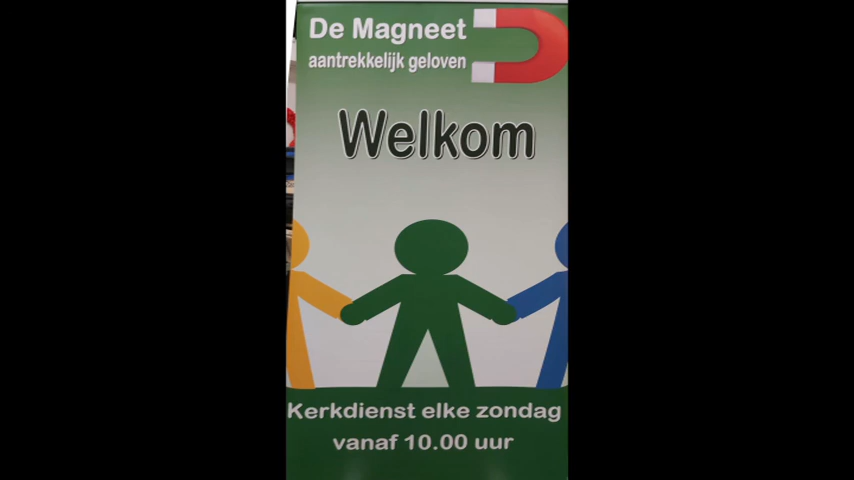 De Magneet
aantrekkelijk geloven
Welkom
Kerkdienst elke zondag
vanaf 10.00 uur